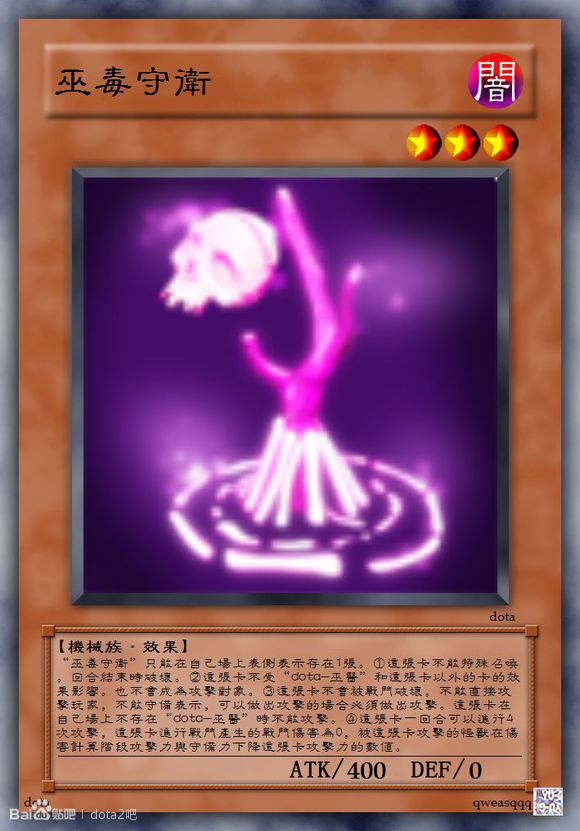 巫毒守衛
闇
dota
【機械族·效果】
“巫毒守衛”只能在自己場上表側表示存在1張。①這張卡不能特殊召喚
。回合結束時破壞。②這張卡不受“dota-巫醫”和這張卡以外的卡的效
果影響。也不會成為攻擊對象。③這張卡不會被戰鬥破壞，不能直接攻
擊玩家，不能守備表示，可以做出攻擊的場合必須做出攻擊。這張卡在
自己場上不存在“dota-巫醫”時不能攻擊。④這張卡一回合可以進行4
次攻擊，這張卡進行戰鬥產生的戰鬥傷害為0，被這張卡攻擊的怪獸在傷
害計算階段攻擊力與守備力下降這張卡攻擊力的數值。
ATK/400 DEF/0
qweasqqq
Bai 贴吧 | dota2吧